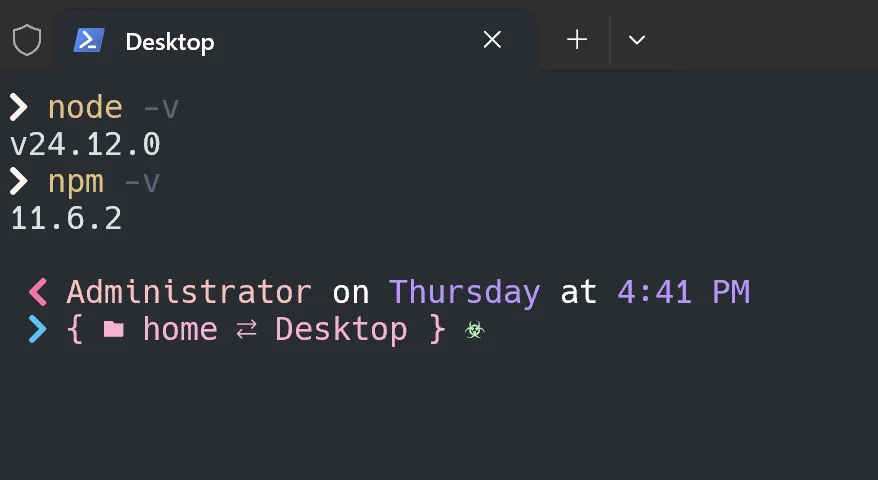 Desktop
❯ node -v
v24.12.0
❯ npm -v
11.6.2
Administrator on Thursday at 4:41 PM
{ home ⇄ Desktop } ☣